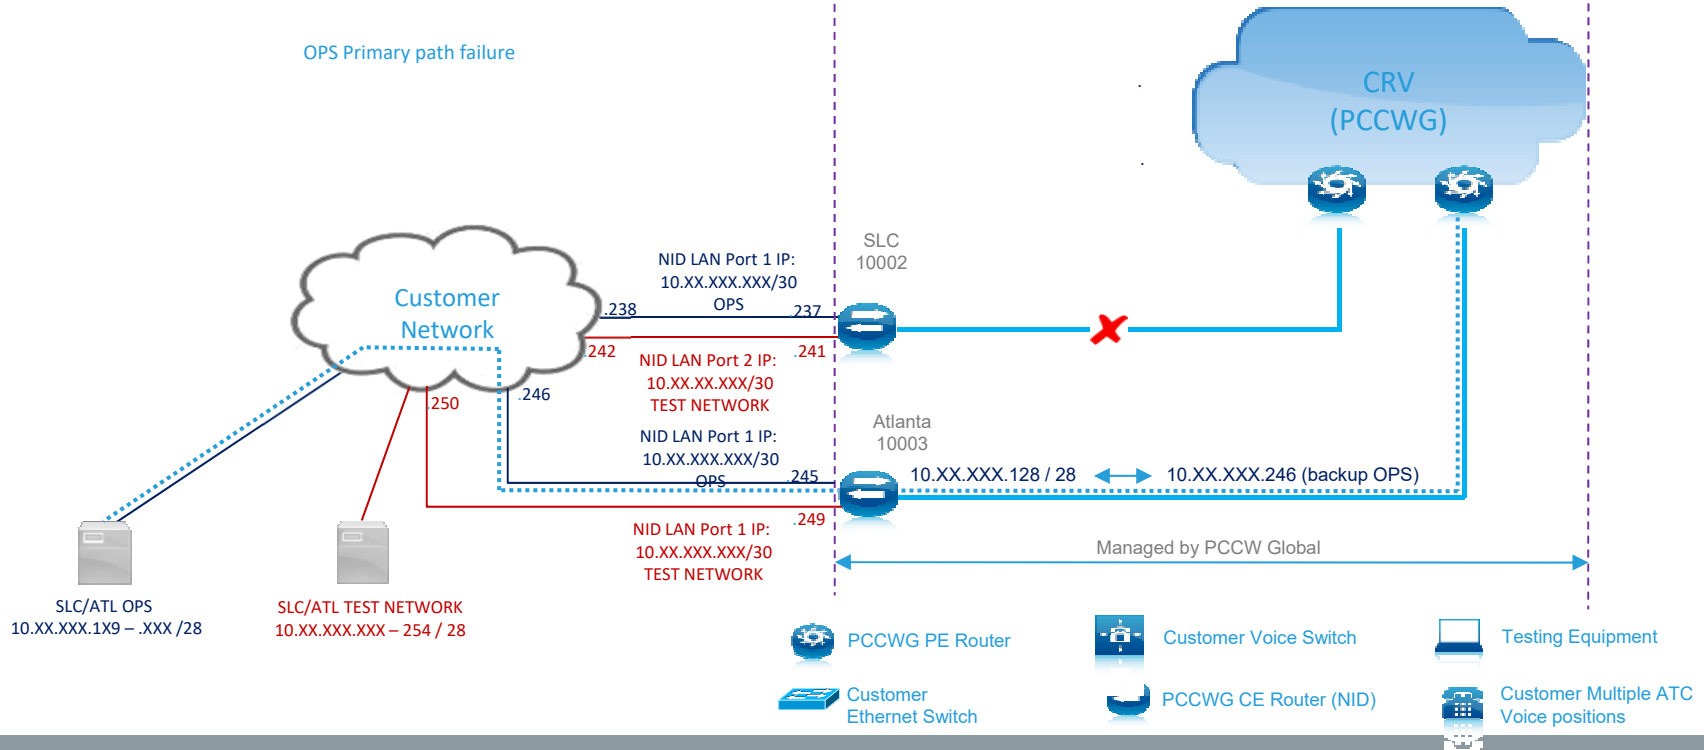 OPS Primary path failure
CRV
(PCCWG)
SLC
10002
NID LAN Port 1 IP:
10.XX.XXX.XXX/30
OPS
.238
.237
Customer
Network
.242
.241
NID LAN Port 2 IP:
10.XX.XX.XXX/30
TEST NETWORK
.250
.246
Atlanta
10003
NID LAN Port 1 IP:
10.XX.XXX.XXX/30
OPS
.245
10.XX.XXX.128 / 28
10.XX.XXX.246 (backup OPS)
.249
NID LAN Port 1 IP:
10.XX.XXX.XXX/30
TEST NETWORK
Managed by PCCW Global
SLC/ATL OPS
10.XX.XXX.1X9 – .XXX /28
SLC/ATL TEST NETWORK
10.XX.XXX.XXX – 254 / 28
PCCWG PE Router
Customer Voice Switch
Testing Equipment
Customer
Ethernet Switch
PCCWG CE Router (NID)
Customer Multiple ATC
Voice positions